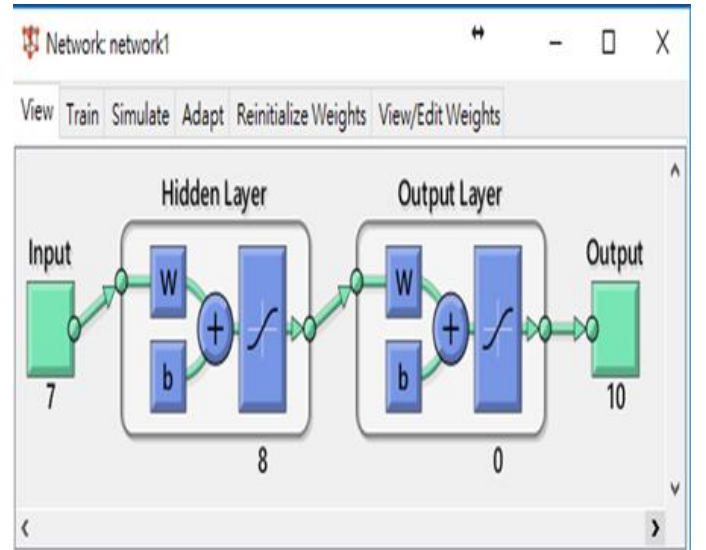 Network: network1
View Train Simulate Adapt Reinitialize Weights View/Edit Weights
Hidden Layer Output Layer
Input Output
W W
b b
7 10
8 0